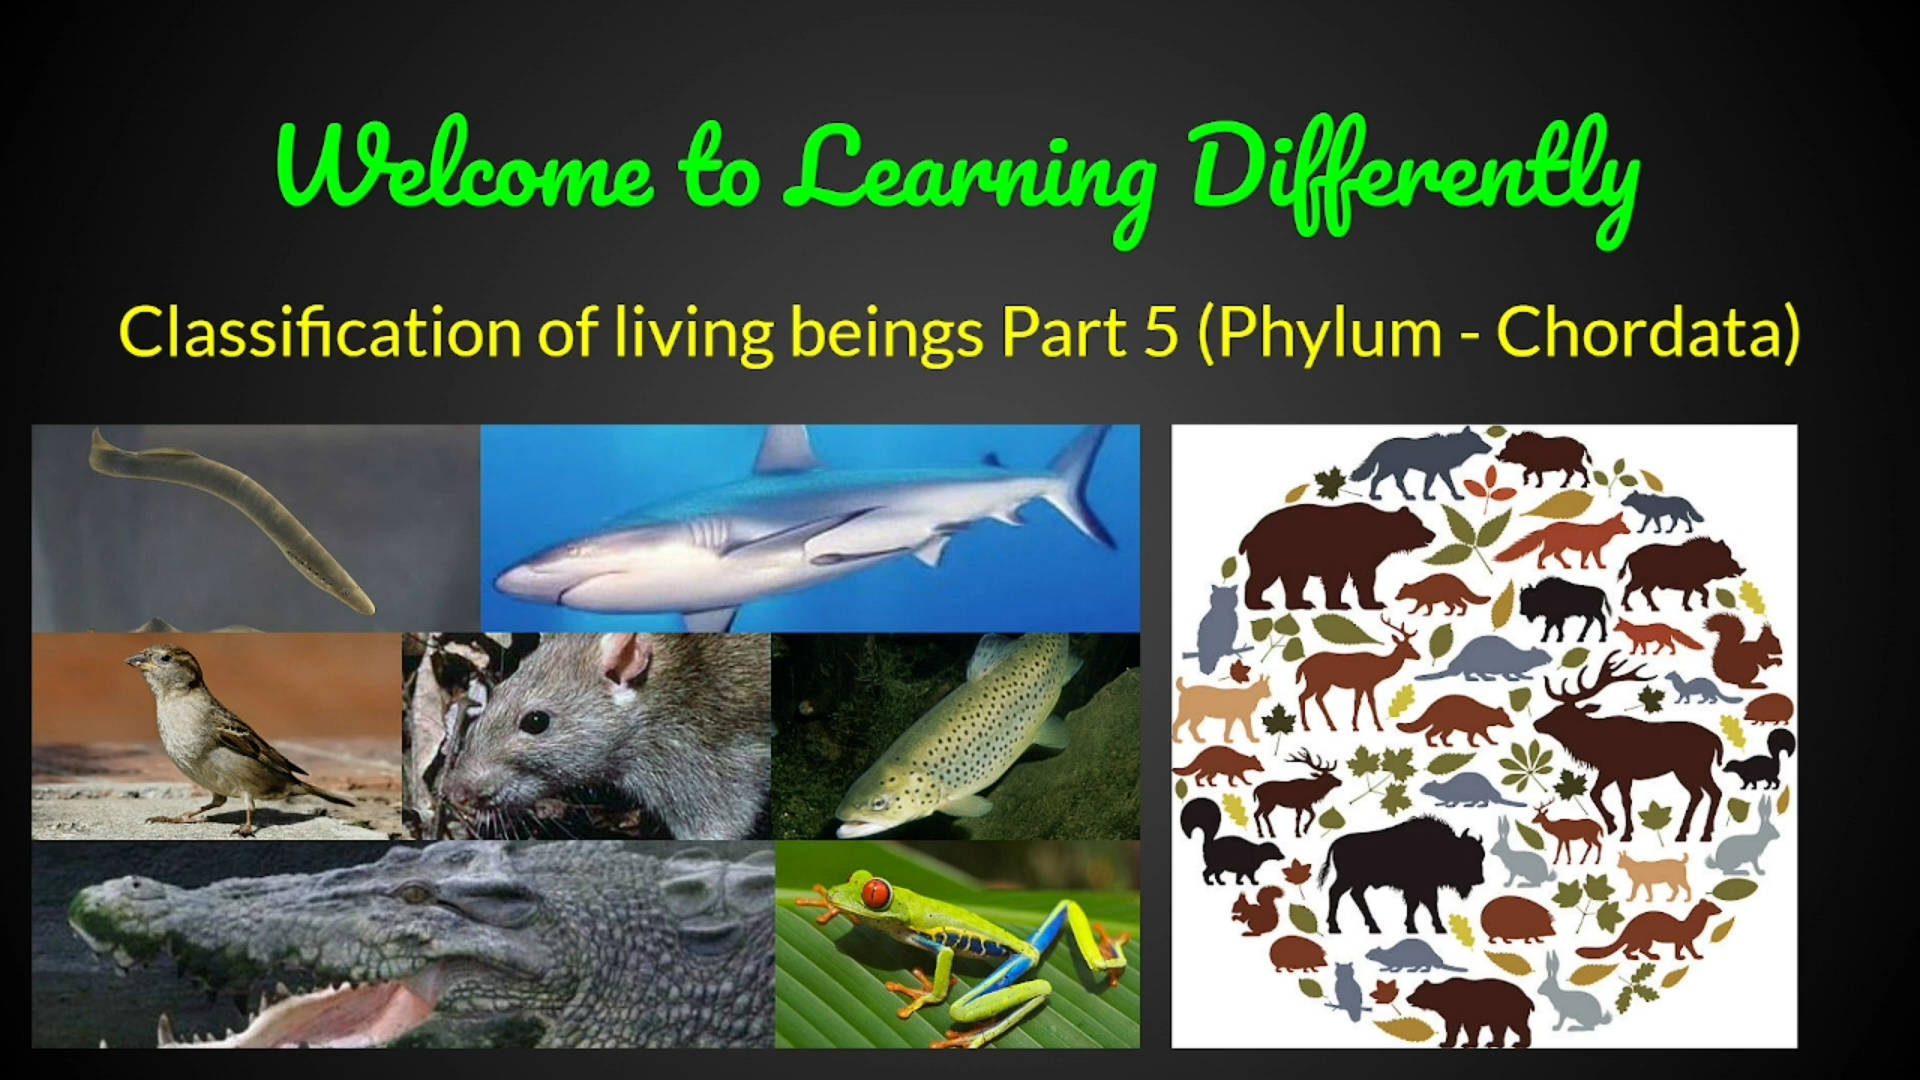 Welcome to Learning Differently
Classification of living beings Part 5 (Phylum - Chordata)